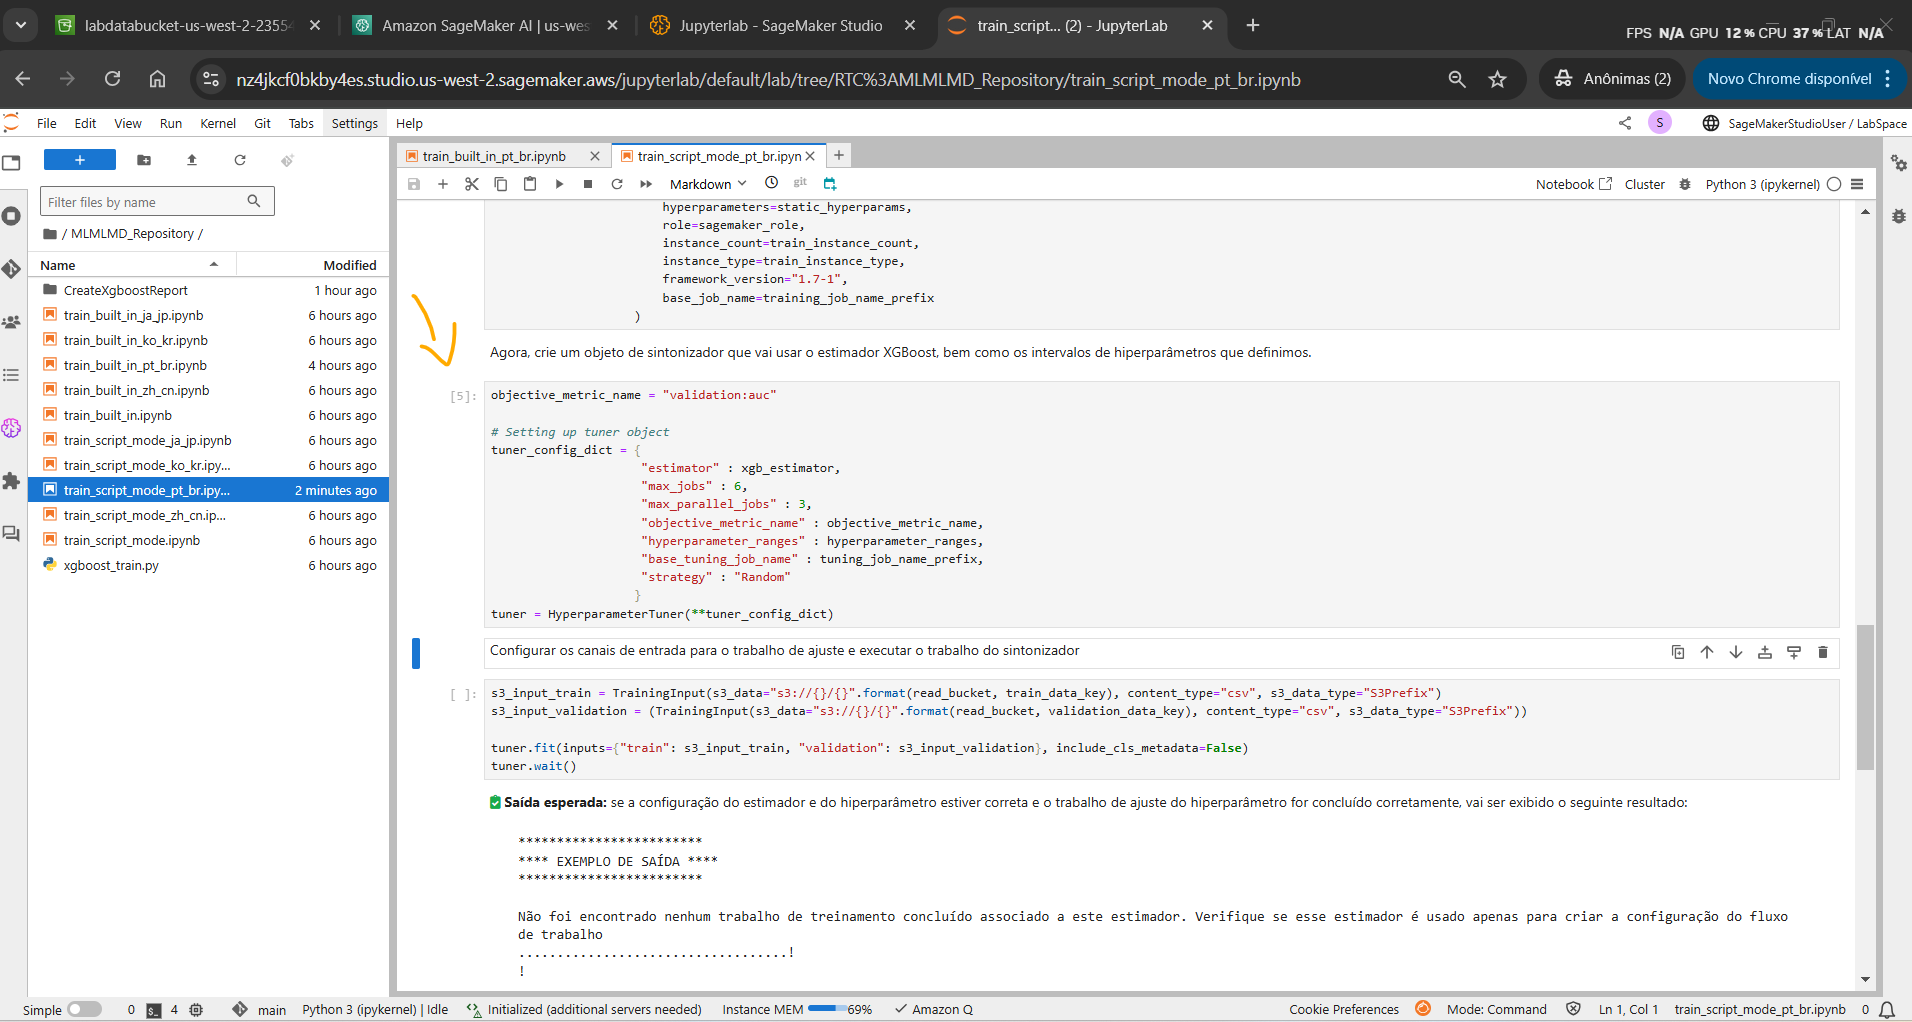 labdatabucket-us-west-2-23554
Amazon SageMaker AI | us-wes
Jupyterlab - SageMaker Studio
train_script... (2) - JupyterLab
FPS N/A GPU 12 % CPU 37 % LAT N/A
nz4jkcf0bkby4es.studio.us-west-2.sagemaker.aws/jupyterlab/default/lab/tree/RTC%3AMLMLMD_Repository/train_script_mode_pt_br.ipynb
Anônimas (2)
Novo Chrome disponível
File Edit View Run Kernel Git Tabs Settings Help
S
SageMakerStudioUser / LabSpace
train_built_in_pt_br.ipynb
train_script_mode_pt_br.ipyn
Markdown
git
Notebook
Cluster
Python 3 (ipykernel)
Filter files by name
/ MLMLMD_Repository /
Name Modified
CreateXgboostReport 1 hour ago
train_built_in_ja_jp.ipynb 6 hours ago
train_built_in_ko_kr.ipynb 6 hours ago
train_built_in_pt_br.ipynb 4 hours ago
train_built_in_zh_cn.ipynb 6 hours ago
train_built_in.ipynb 6 hours ago
train_script_mode_ja_jp.ipynb 6 hours ago
train_script_mode_ko_kr.ipy... 6 hours ago
train_script_mode_pt_br.ipy... 2 minutes ago
train_script_mode_zh_cn.ip... 6 hours ago
train_script_mode.ipynb 6 hours ago
xgboost_train.py 6 hours ago
hyperparameters=static_hyperparams,
role=sagemaker_role,
instance_count=train_instance_count,
instance_type=train_instance_type,
framework_version="1.7-1",
base_job_name=training_job_name_prefix
)
Agora, crie um objeto de sintonizador que vai usar o estimador XGBoost, bem como os intervalos de hiperparâmetros que definimos.
[5]: objective_metric_name = "validation:auc"
# Setting up tuner object
tuner_config_dict = {
"estimator" : xgb_estimator,
"max_jobs" : 6,
"max_parallel_jobs" : 3,
"objective_metric_name" : objective_metric_name,
"hyperparameter_ranges" : hyperparameter_ranges,
"base_tuning_job_name" : tuning_job_name_prefix,
"strategy" : "Random"
}
tuner = HyperparameterTuner(**tuner_config_dict)
Configurar os canais de entrada para o trabalho de ajuste e executar o trabalho do sintonizador
[ ]: s3_input_train = TrainingInput(s3_data="s3://{}/{}".format(read_bucket, train_data_key), content_type="csv", s3_data_type="S3Prefix")
s3_input_validation = (TrainingInput(s3_data="s3://{}/{}".format(read_bucket, validation_data_key), content_type="csv", s3_data_type="S3Prefix"))
tuner.fit(inputs={"train": s3_input_train, "validation": s3_input_validation}, include_cls_metadata=False)
tuner.wait()
Saída esperada: se a configuração do estimador e do hiperparâmetro estiver correta e o trabalho de ajuste do hiperparâmetro for concluído corretamente, vai ser exibido o seguinte resultado:
************************
**** EXEMPLO DE SAÍDA ****
************************
Não foi encontrado nenhum trabalho de treinamento concluído associado a este estimador. Verifique se esse estimador é usado apenas para criar a configuração do fluxo
de trabalho
...................................!
!
Simple 0 4 main Python 3 (ipykernel) | Idle Initialized (additional servers needed) Instance MEM 69% Amazon Q Cookie Preferences Mode: Command Ln 1, Col 1 train_script_mode_pt_br.ipynb 0